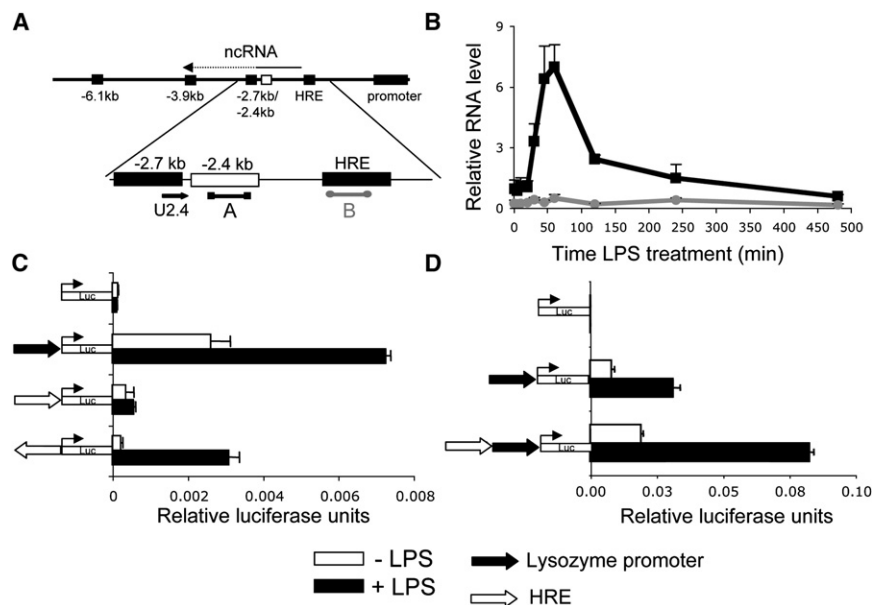 A
ncRNA
-6.1kb
-3.9kb
-2.7kb/
-2.4kb
HRE
promoter
-2.7 kb
-2.4 kb
HRE
U2.4
A
B
B
Relative RNA level
9
6
3
0
0
50
100
150
200
250
300
350
400
450
500
Time LPS treatment (min)
C
Luc
Luc
Luc
Luc
0
0.002
0.004
0.006
0.008
Relative luciferase units
D
Luc
Luc
Luc
0.00
0.03
0.05
0.08
0.10
Relative luciferase units
- LPS
+ LPS
Lysozyme promoter
HRE